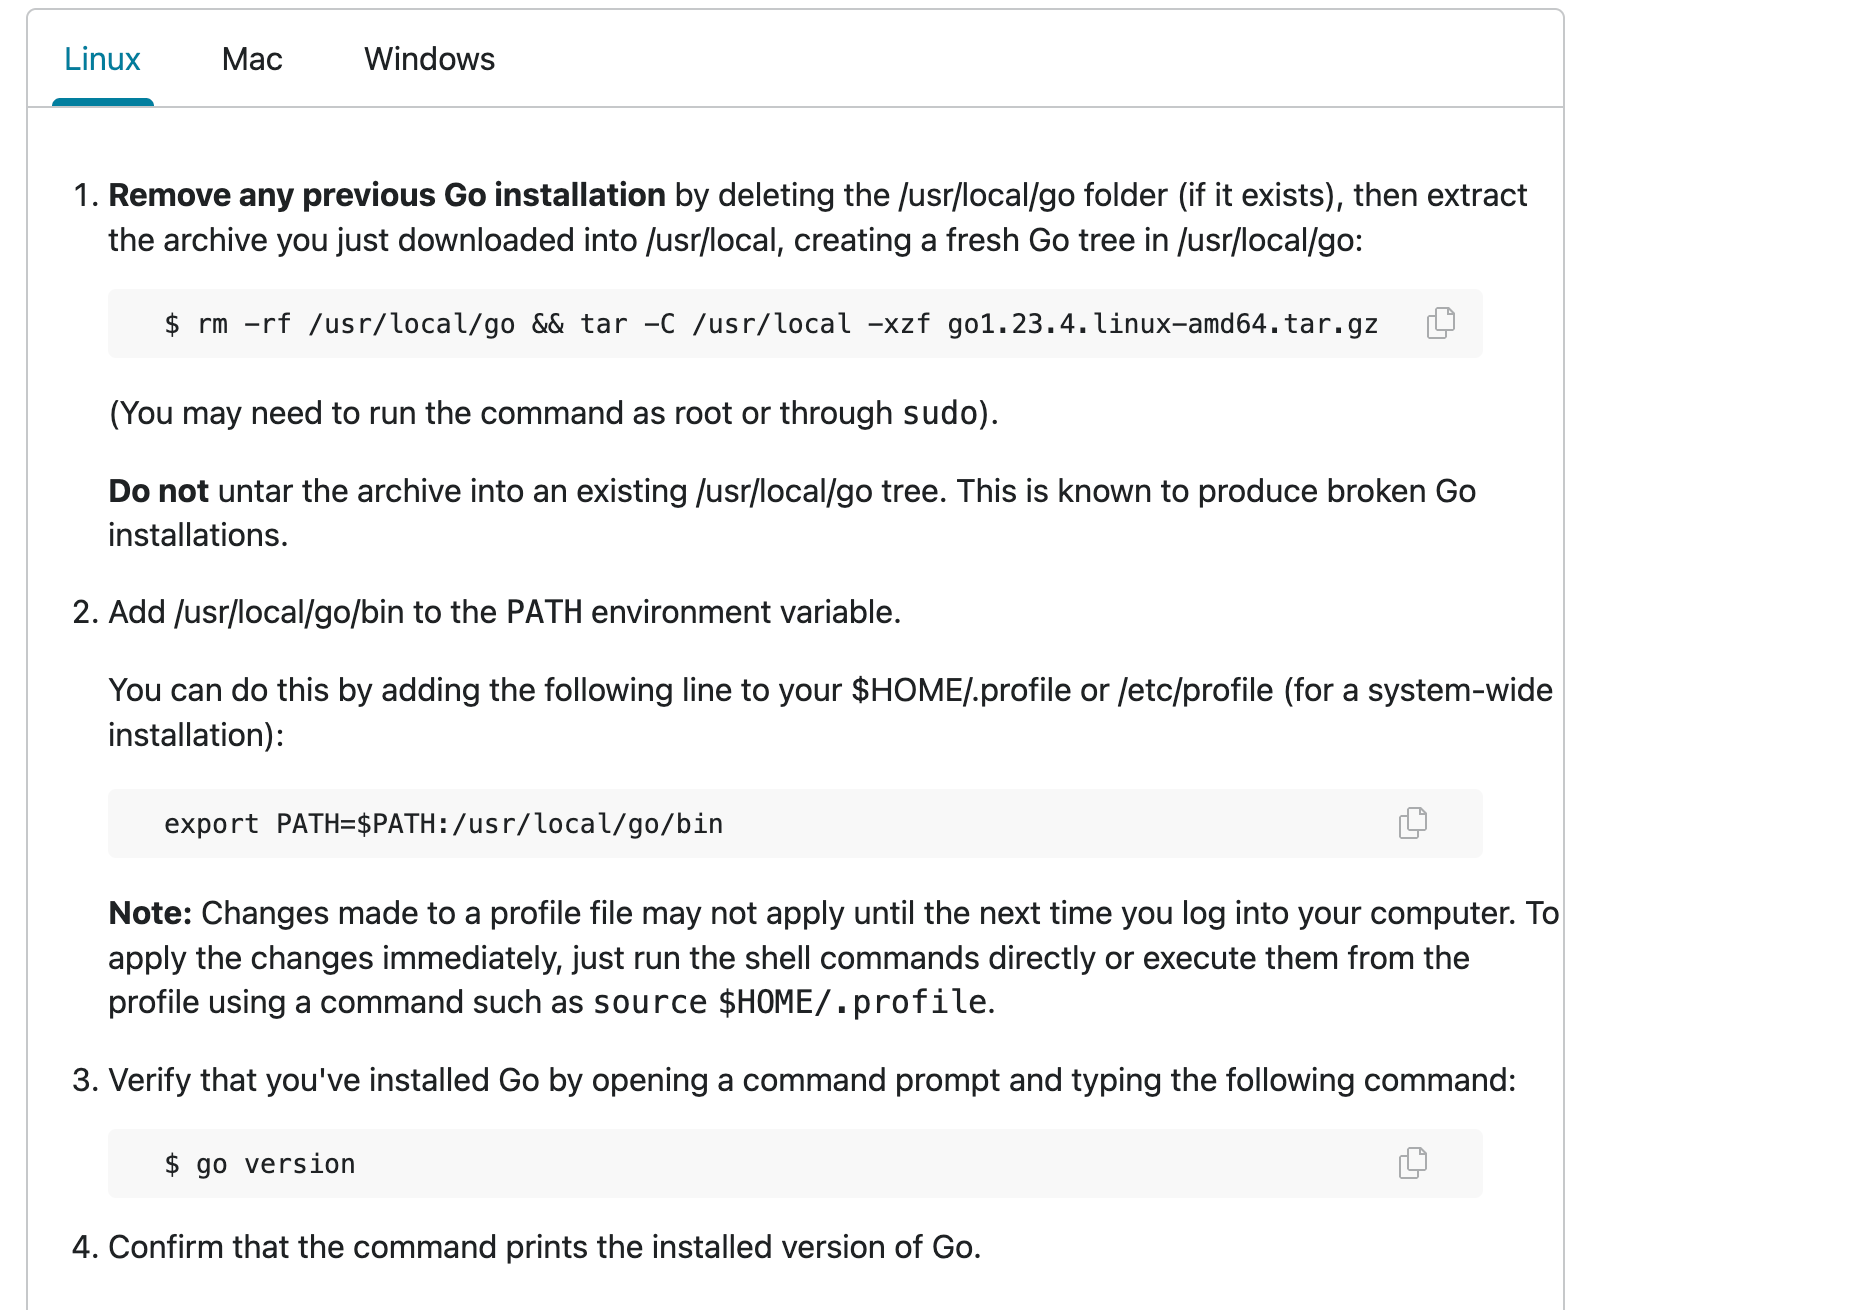 Linux
Mac
Windows
1. Remove any previous Go installation by deleting the /usr/local/go folder (if it exists), then extract
the archive you just downloaded into /usr/local, creating a fresh Go tree in /usr/local/go:
$ rm -rf /usr/local/go && tar -C /usr/local -xzf go1.23.4.linux-amd64.tar.gz
(You may need to run the command as root or through sudo).
Do not untar the archive into an existing /usr/local/go tree. This is known to produce broken Go
installations.
2. Add /usr/local/go/bin to the PATH environment variable.
You can do this by adding the following line to your $HOME/.profile or /etc/profile (for a system-wide
installation):
export PATH=$PATH:/usr/local/go/bin
Note: Changes made to a profile file may not apply until the next time you log into your computer. To
apply the changes immediately, just run the shell commands directly or execute them from the
profile using a command such as source $HOME/.profile.
3. Verify that you've installed Go by opening a command prompt and typing the following command:
$ go version
4. Confirm that the command prints the installed version of Go.